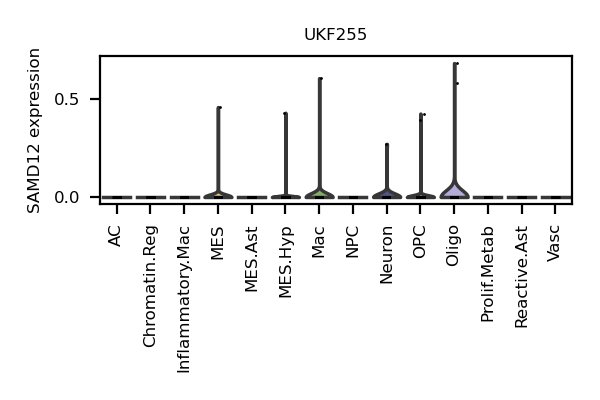 UKF255
SAMD12 expression
0.5
0.0
AC
Chromatin.Reg
Inflammatory.Mac
MES
MES.Ast
MES.Hyp
Mac
NPC
Neuron
OPC
Oligo
Prolif.Metab
Reactive.Ast
Vasc